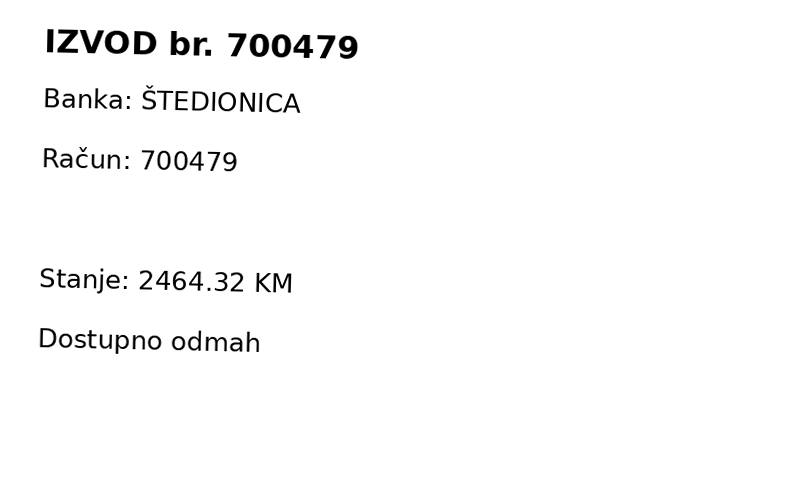 IZVOD br. 700479
Banka: ŠTEDIONICA
Račun: 700479
Stanje: 2464.32 KM
Dostupno odmah